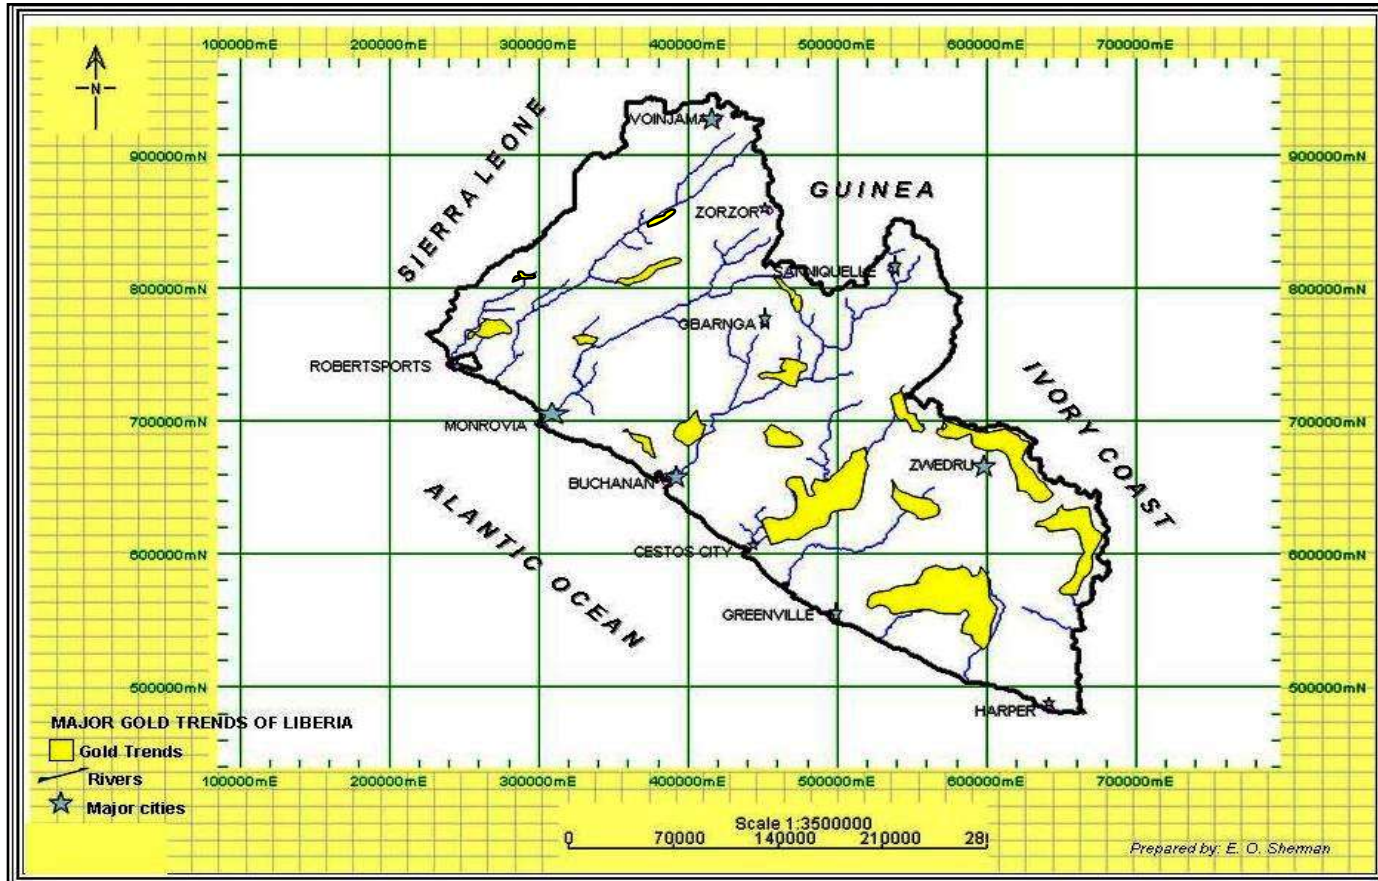 100000mE 200000mE 300000mE 400000mE 500000mE 600000mE 700000mE
N
VOINJAMA
SIERRA LEONE
900000mN 900000mN
GUINEA
ZORZOR
SANNIQUELLE
800000mN 800000mN
GBARNGA
ROBERTSPORTS
IVORY COAST
700000mN 700000mN
MONROVIA
ZWEDRU
BUCHANAN
ALANTIC OCEAN
600000mN 600000mN
CESTOS CITY
GREENVILLE
500000mN 500000mN
HARPER
MAJOR GOLD TRENDS OF LIBERIA
Gold Trends
Rivers
Major cities
100000mE 200000mE 300000mE 400000mE 500000mE 600000mE 700000mE
Scale 1:3500000
0 70000 140000 210000 28
Prepared by: E. O. Sherman